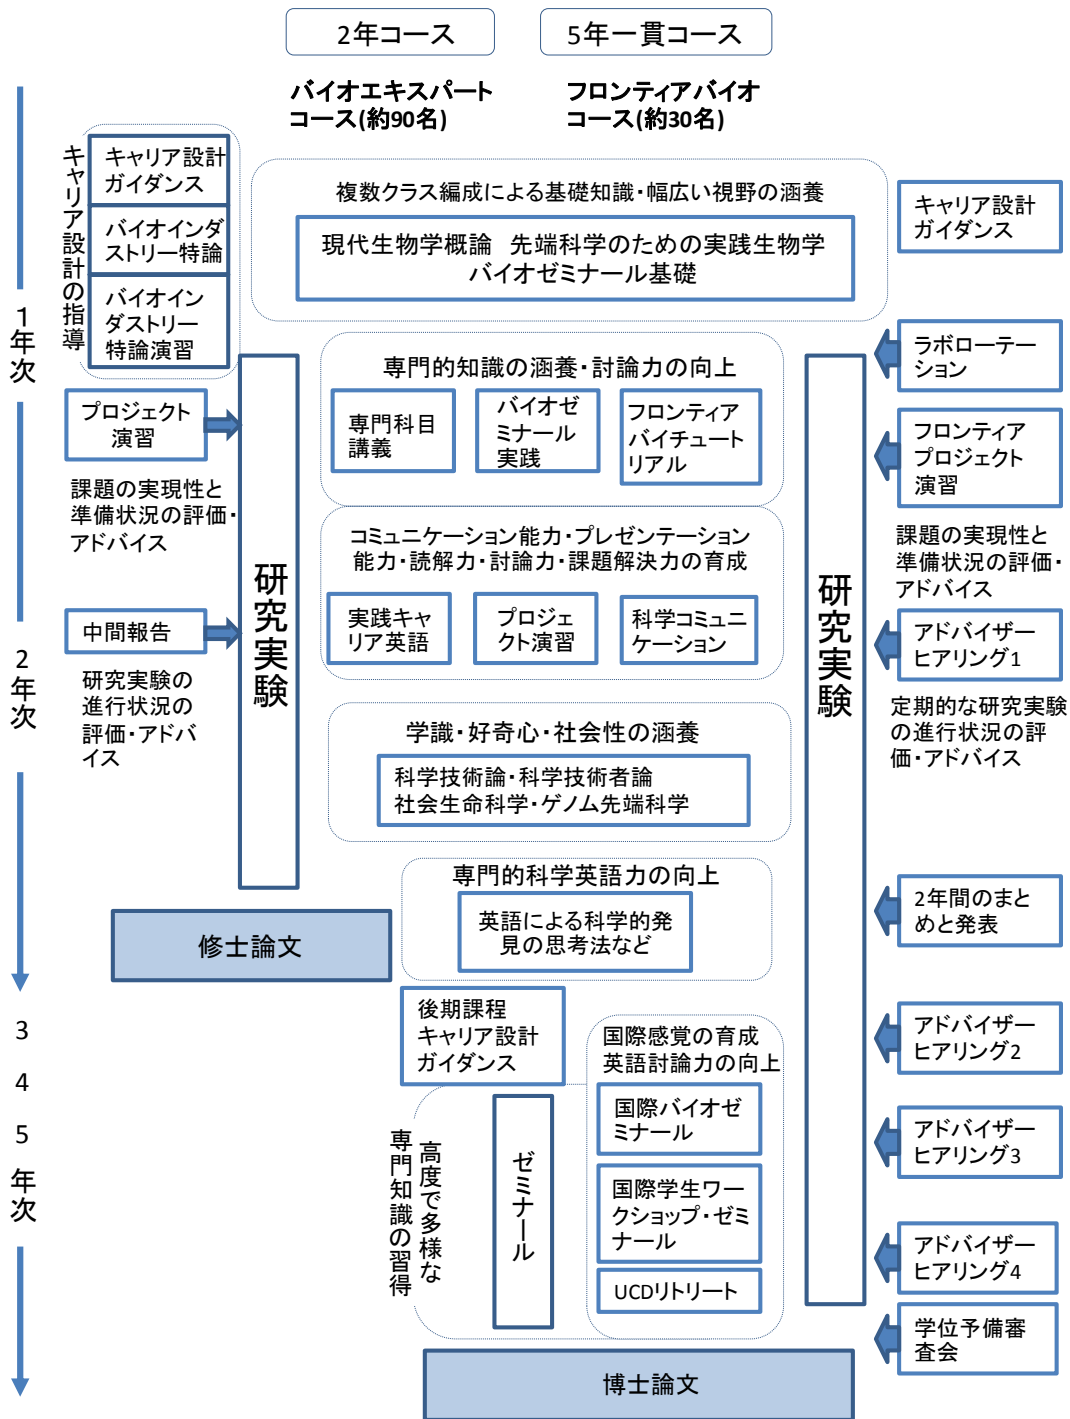 2年コース
5年一貫コース
バイオエキスパート
コース(約90名)
フロンティアバイオ
コース(約30名)
キャリア設計の指導
キャリア設計
ガイダンス
バイオインダ
ストリー特論
バイオイン
ダストリー
特論演習
複数クラス編成による基礎知識・幅広い視野の涵養
現代生物学概論 先端科学のための実践生物学
バイオゼミナール基礎
キャリア設計
ガイダンス
1年次
専門的知識の涵養・討論力の向上
専門科目
講義
バイオゼ
ミナール
実践
フロンティア
バイチュート
リアル
ラボローテー
ション
プロジェクト
演習
課題の実現性と
準備状況の評価・
アドバイス
フロンティア
プロジェクト
演習
課題の実現性と
準備状況の評価・
アドバイス
研究実験
研究実験
コミュニケーション能力・プレゼンテーション
能力・読解力・討論力・課題解決力の育成
実践キャ
リア英語
プロジェ
クト演習
科学コミュニ
ケーション
中間報告
研究実験の
進行状況の
評価・アドバ
イス
アドバイザー
ヒアリング1
定期的な研究実験
の進行状況の評
価・アドバイス
2年次
学識・好奇心・社会性の涵養
科学技術論・科学技術者論
社会生命科学・ゲノム先端科学
専門的科学英語力の向上
英語による科学的発
見の思考法など
2年間のまと
めと発表
修士論文
後期課程
キャリア設計
ガイダンス
国際感覚の育成
英語討論力の向上
国際バイオゼ
ミナール
国際学生ワー
クショップ・ゼミ
ナール
UCDリトリート
アドバイザー
ヒアリング2
アドバイザー
ヒアリング3
アドバイザー
ヒアリング4
学位予備審
査会
3
4
5
年次
高度で多様な
専門知識の習得
ゼミナール
博士論文